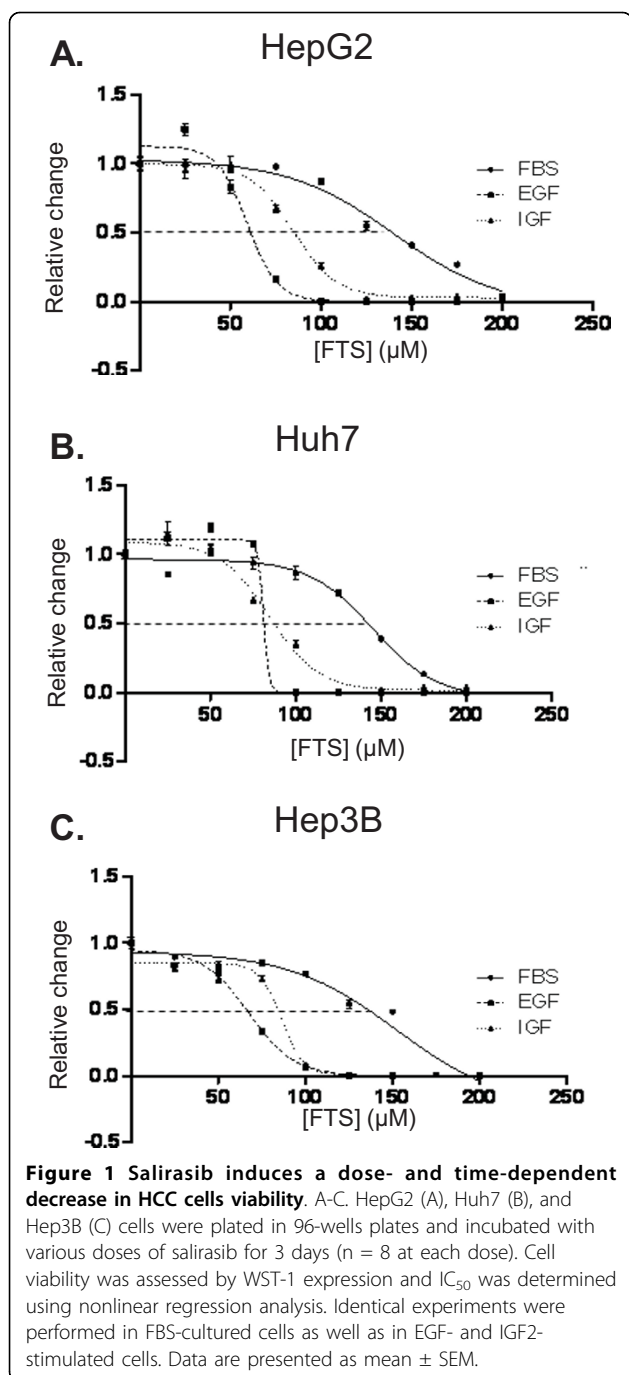 A.
HepG2
1.5
1.0
0.5
0.0
-0.5
Relative change
FBS
EGF
IGF
50
100
150
200
250
[FTS] (µM)
B.
Huh7
1.5
1.0
0.5
0.0
-0.5
Relative change
FBS
EGF
IGF
50
100
150
200
250
[FTS] (µM)
C.
Hep3B
1.5
1.0
0.5
0.0
-0.5
Relative change
FBS
EGF
IGF
50
100
150
200
250
[FTS] (µM)
Figure 1 Salirasib induces a dose- and time-dependent
decrease in HCC cells viability. A-C. HepG2 (A), Huh7 (B), and
Hep3B (C) cells were plated in 96-wells plates and incubated with
various doses of salirasib for 3 days (n = 8 at each dose). Cell
viability was assessed by WST-1 expression and IC50 was determined
using nonlinear regression analysis. Identical experiments were
performed in FBS-cultured cells as well as in EGF- and IGF2-
stimulated cells. Data are presented as mean ± SEM.